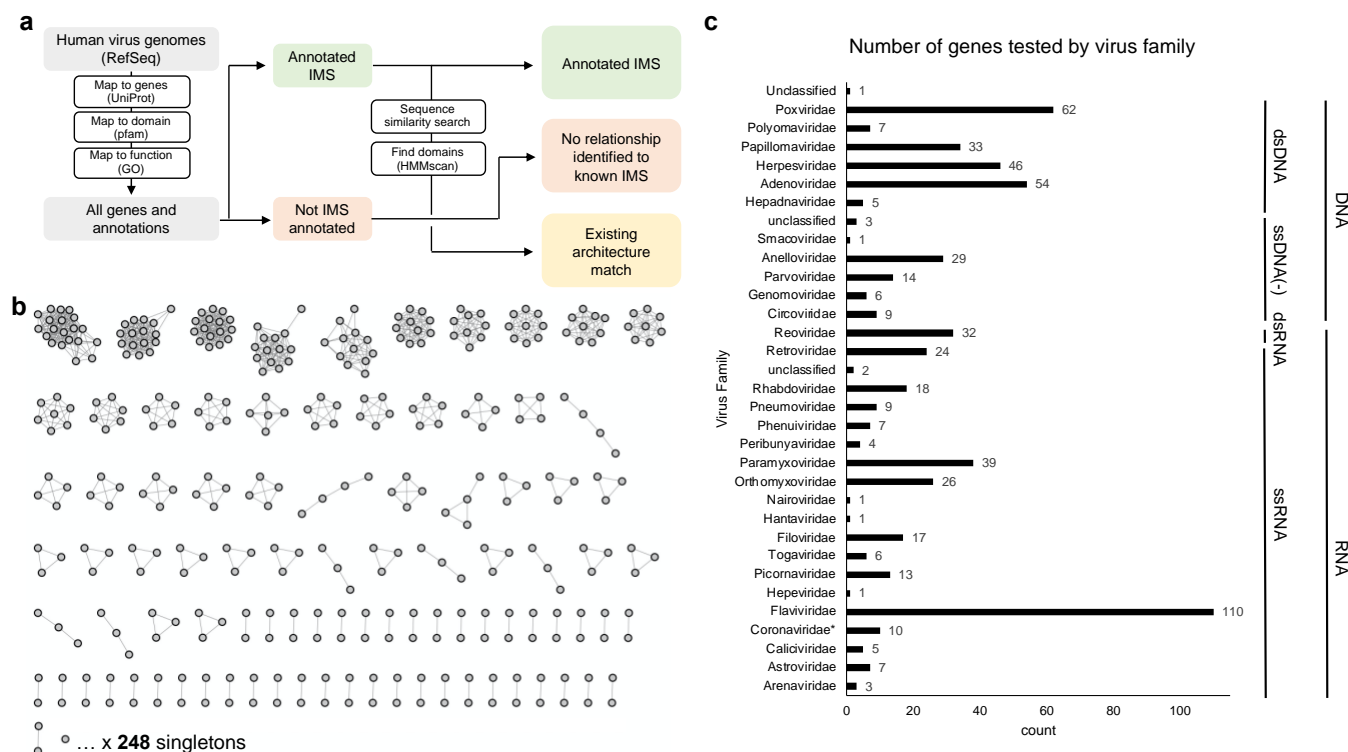 a
Human virus genomes
(RefSeq)
Map to genes
(UniProt)
Map to domain
(pfam)
Map to function
(GO)
All genes and
annotations
Annotated
IMS
Not IMS
annotated
Sequence
similarity search
Find domains
(HMMscan)
Annotated IMS
No relationship
identified to
known IMS
Existing
architecture
match
b
... x 248 singletons
c
Number of genes tested by virus family
Virus Family
Unclassified 1
Poxviridae 62
Polyomaviridae 7
Papillomaviridae 33
Herpesviridae 46
Adenoviridae 54
Hepadnaviridae 5
unclassified 3
Smacoviridae 1
Anelloviridae 29
Parvoviridae 14
Genomoviridae 6
Circoviridae 9
Reoviridae 32
Retroviridae 24
unclassified 2
Rhabdoviridae 18
Pneumoviridae 9
Phenuiviridae 7
Peribunyaviridae 4
Paramyxoviridae 39
Orthomyxoviridae 26
Nairoviridae 1
Hantaviridae 1
Filoviridae 17
Togaviridae 6
Picornaviridae 13
Hepeviridae 1
Flaviviridae 110
Coronaviridae* 10
Caliciviridae 5
Astroviridae 7
Arenaviridae 3
0 20 40 60 80 100
count
dsDNA
ssDNA(-)
dsRNA
ssRNA
DNA
RNA